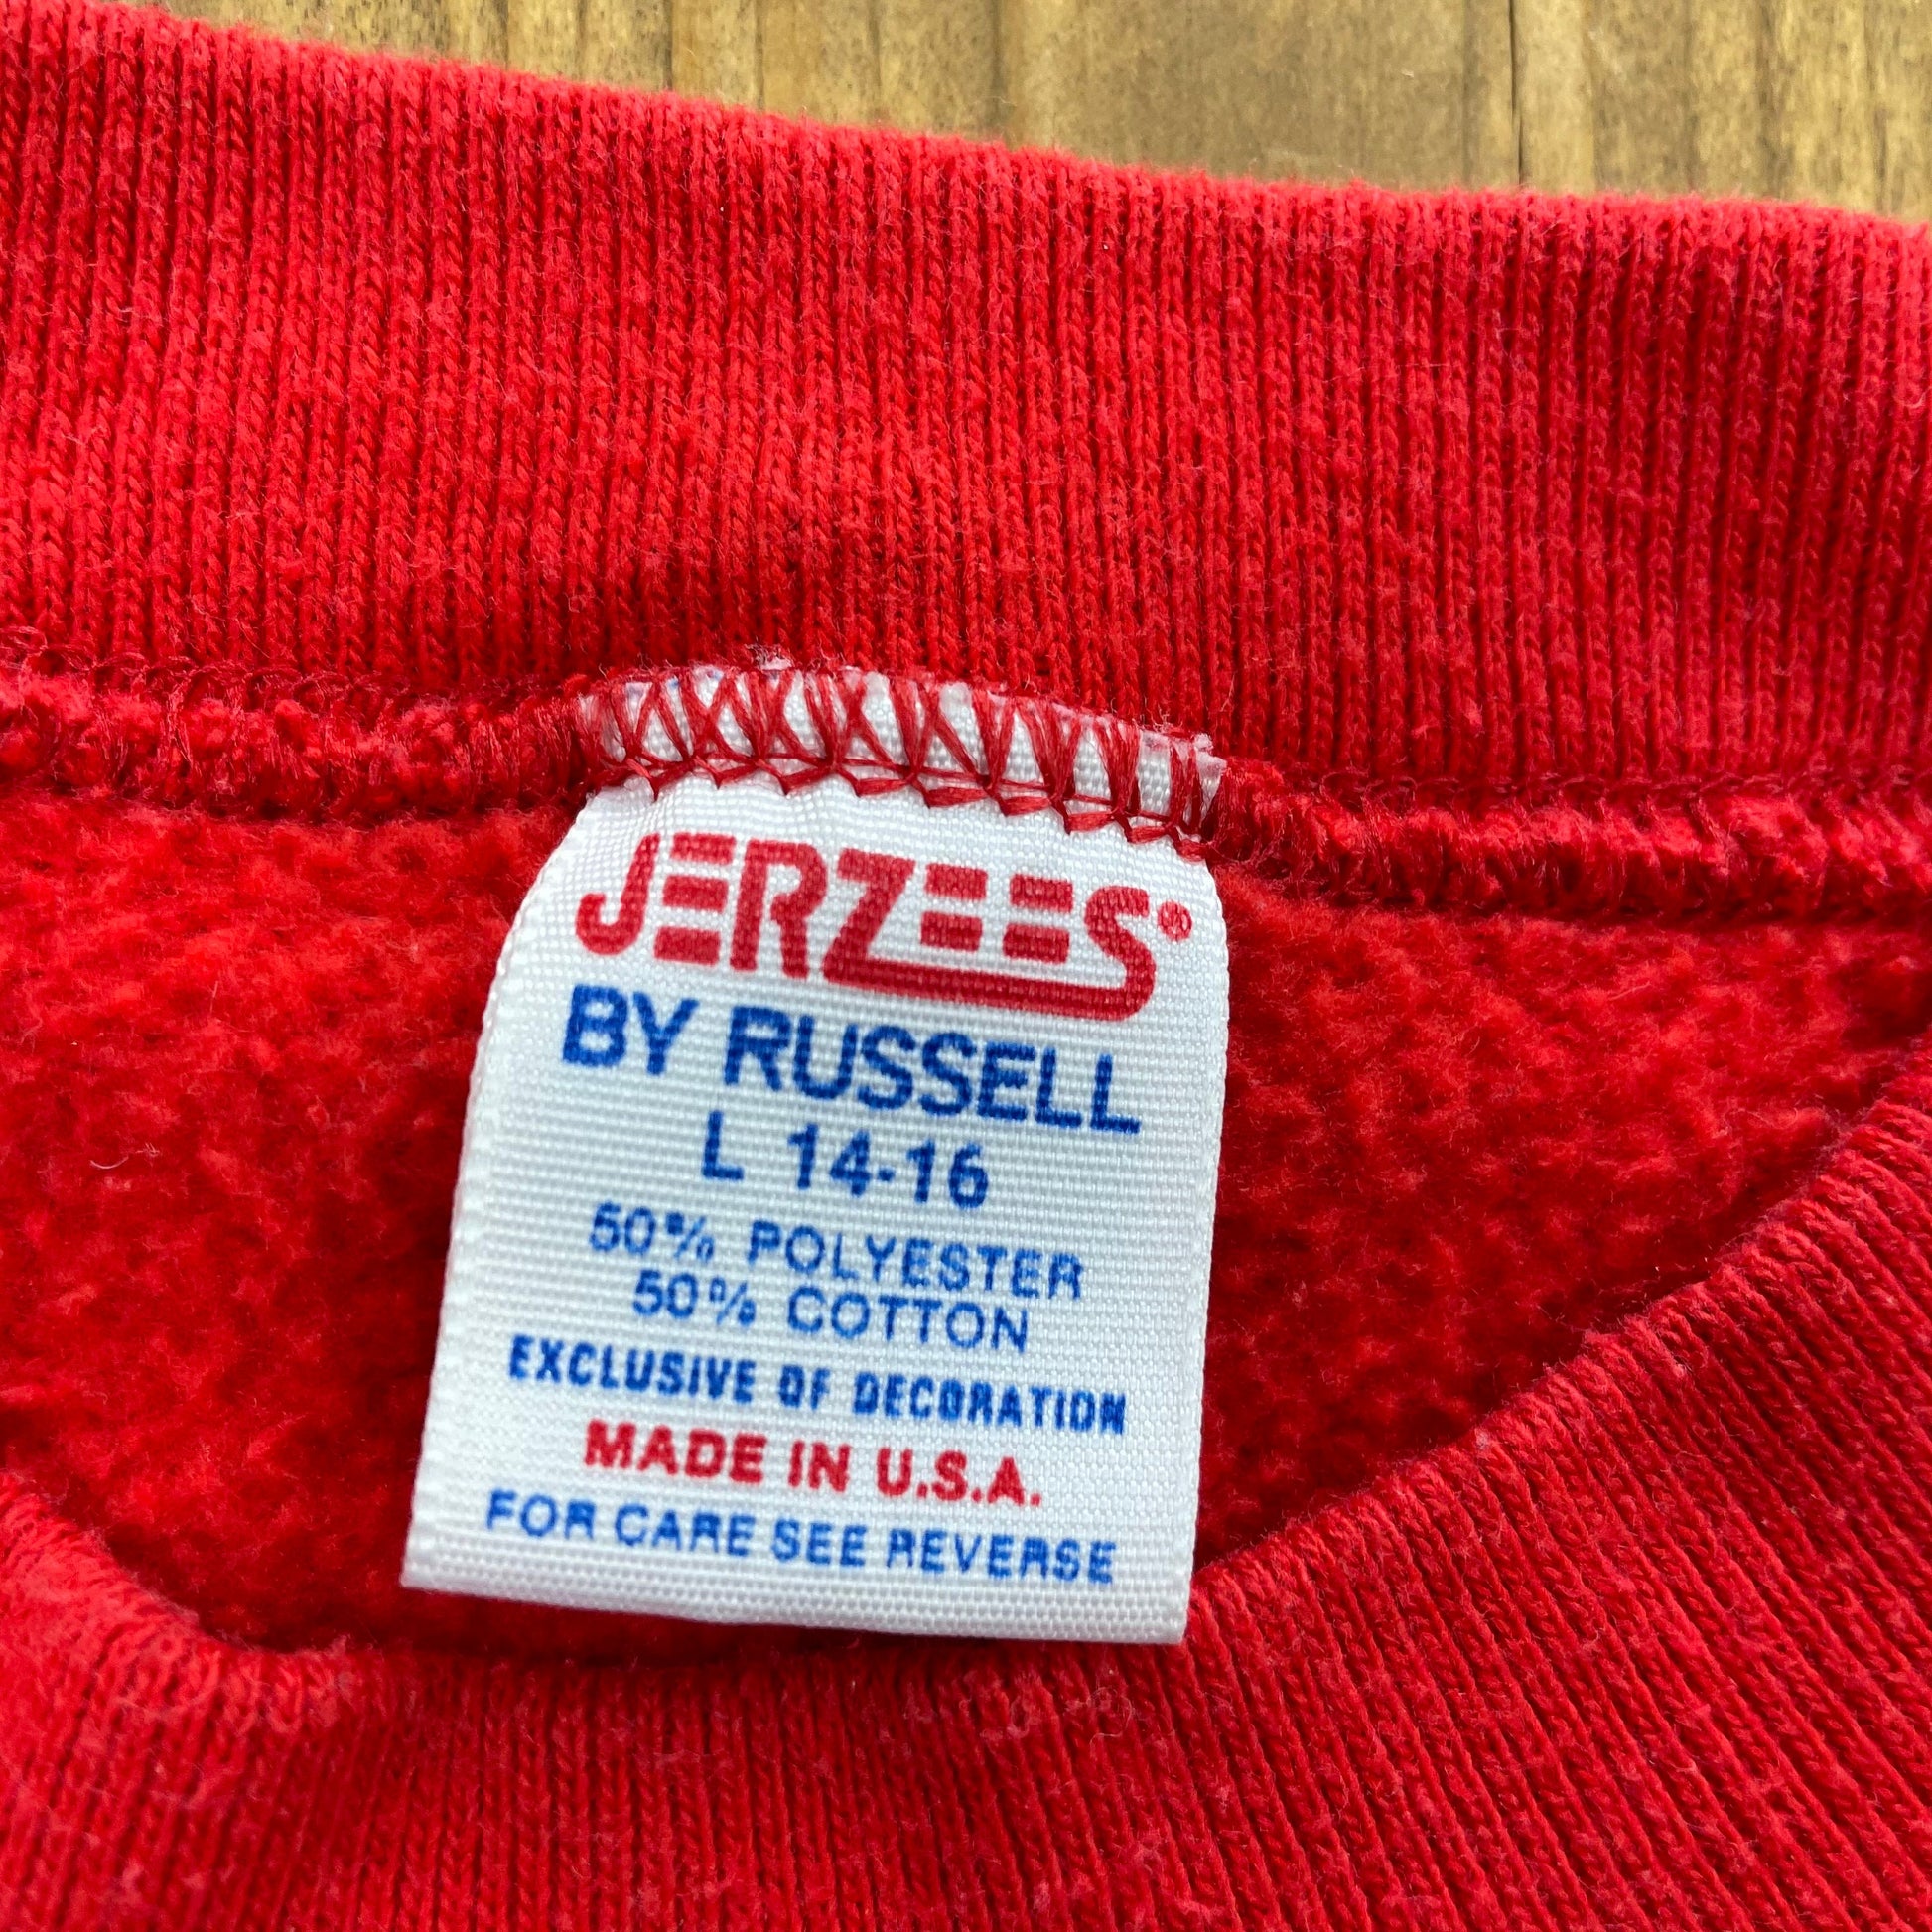 JERZEES®
BY RUSSELL
L 14-16
50% POLYESTER
50% COTTON
EXCLUSIVE OF DECORATION
MADE IN U.S.A.
FOR CARE SEE REVERSE